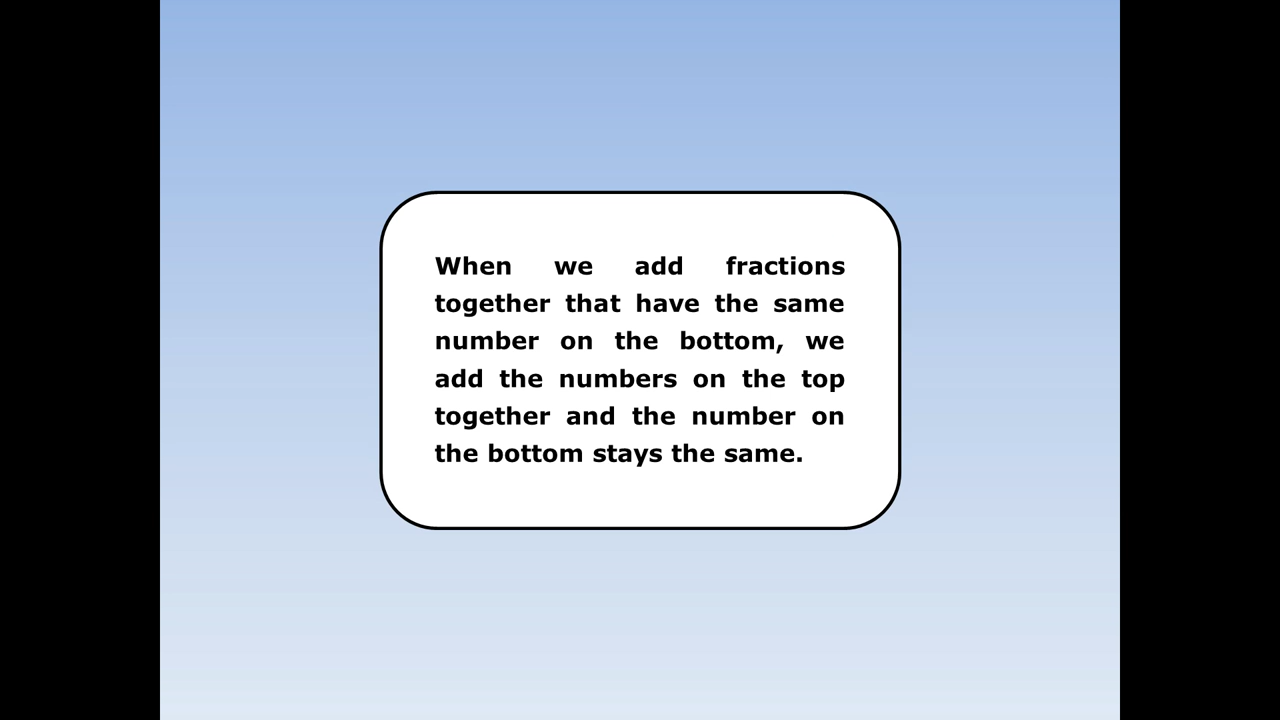 When we add fractions
together that have the same
number on the bottom, we
add the numbers on the top
together and the number on
the bottom stays the same.